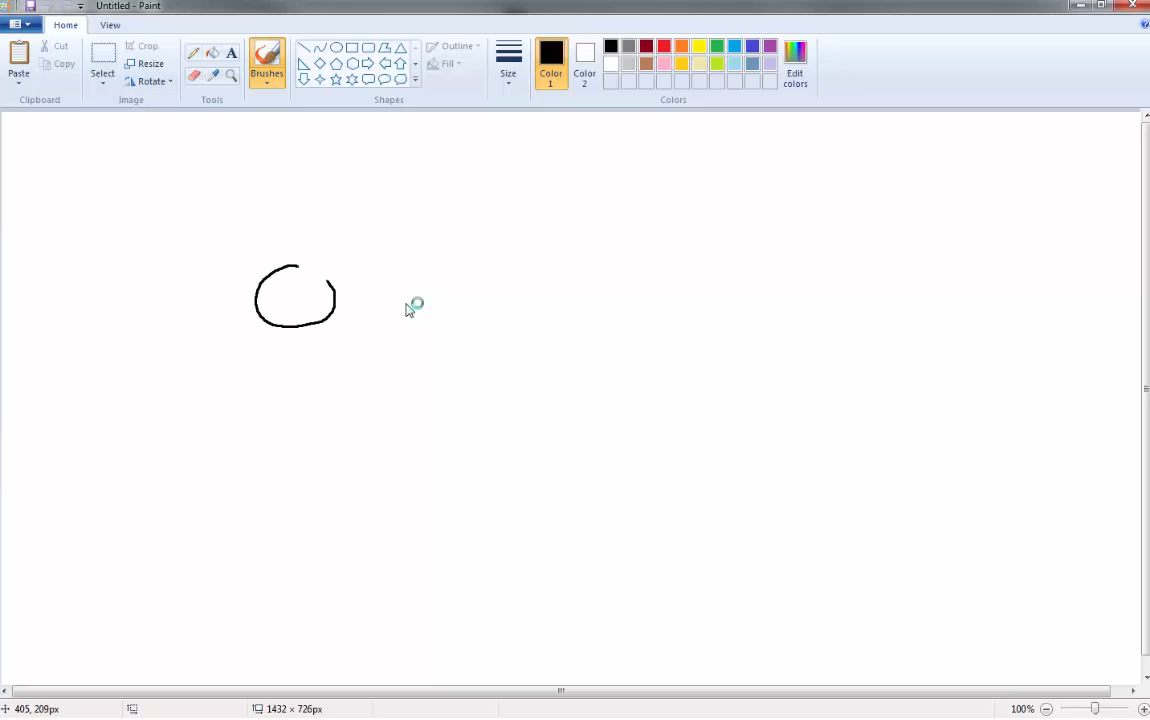 Untitled - Paint
Home View
Paste
Cut
Copy
Clipboard
Select
Crop
Resize
Rotate
Image
A
Tools
Brushes
Shapes
Outline
Fill
Size
Color 1
Color 2
Edit colors
Colors
405, 209px
1432 × 726px
100%